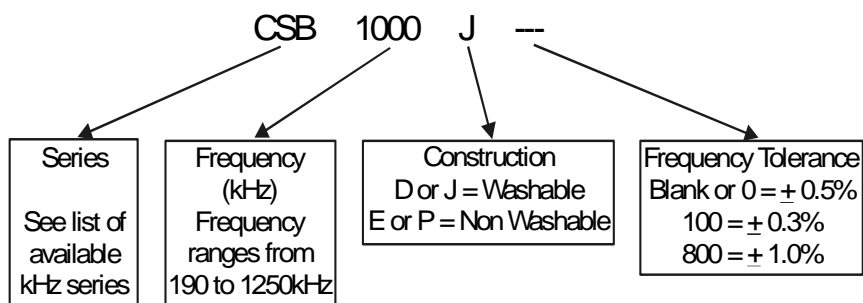 CSB 1000 J ---
Series
See list of
available
kHz series
Frequency
(kHz)
Frequency
ranges from
190 to 1250kHz
Construction
D or J = Washable
E or P = Non Washable
Frequency Tolerance
Blank or 0 = ± 0.5%
100 = ± 0.3%
800 = ± 1.0%